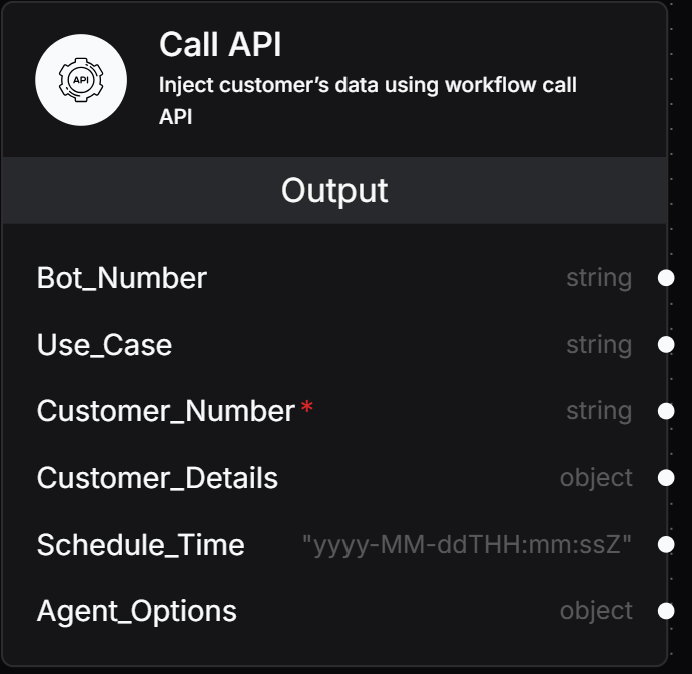 Call API
API
Inject customer’s data using workflow call
API
Output
Bot_Number string
Use_Case string
Customer_Number* string
Customer_Details object
Schedule_Time "yyyy-MM-ddTHH:mm:ssZ"
Agent_Options object